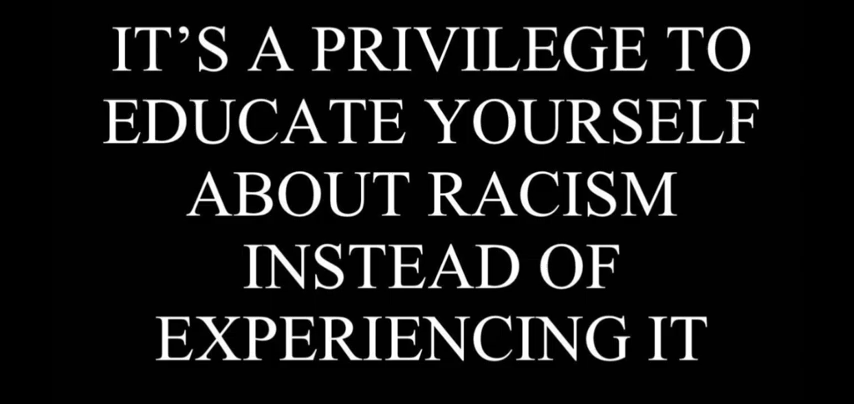 IT’S A PRIVILEGE TO
EDUCATE YOURSELF
ABOUT RACISM
INSTEAD OF
EXPERIENCING IT